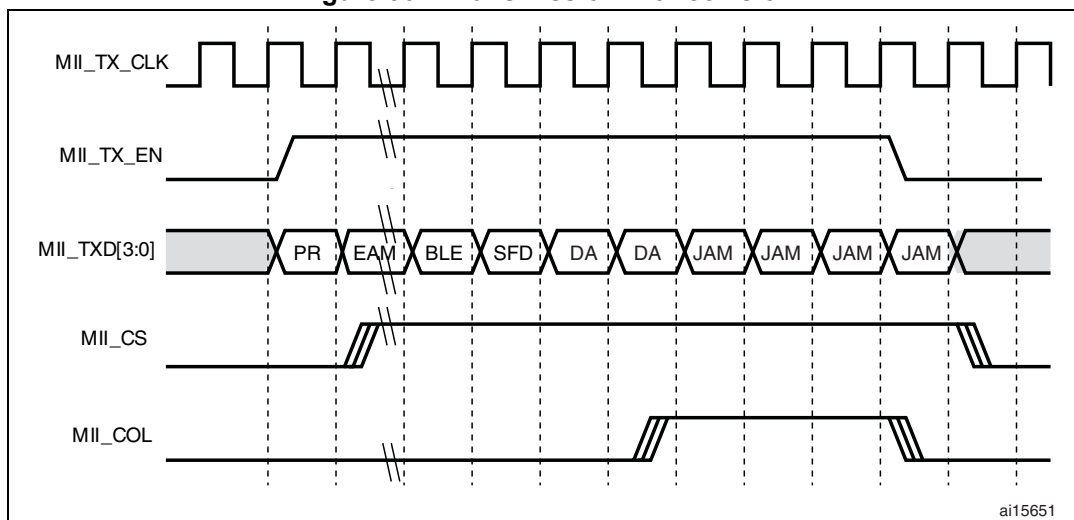 MII_TX_CLK
MII_TX_EN
MII_TXD[3:0] PR EAM BLE SFD DA DA JAM JAM JAM JAM
MII_CS
MII_COL
ai15651